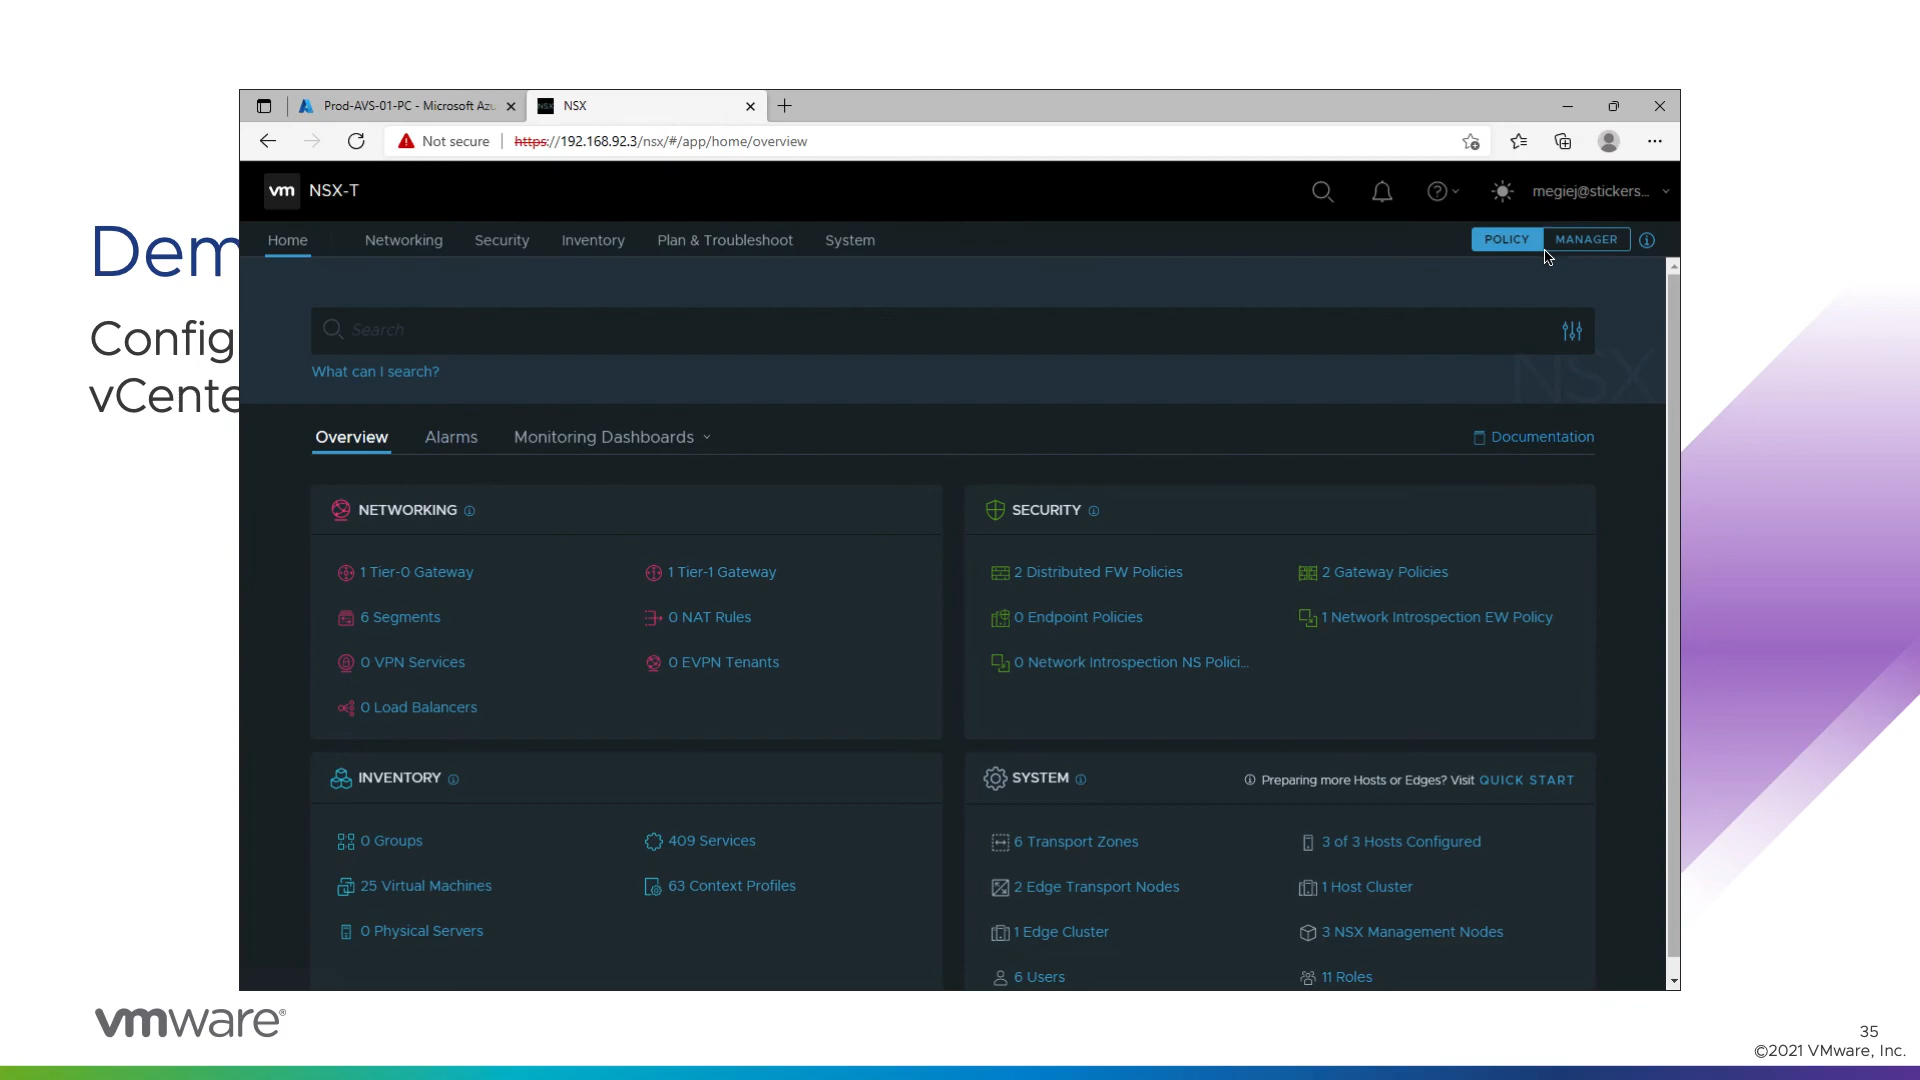 Prod-AVS-01-PC - Microsoft Azu
NSX
Not secure
https://192.168.92.3/nsx/#/app/home/overview
vm NSX-T
megiej@stickers...
Home Networking Security Inventory Plan & Troubleshoot System
POLICY MANAGER
Dem
Config
vCente
Search
What can I search?
NSX
Overview Alarms Monitoring Dashboards
Documentation
NETWORKING
1 Tier-0 Gateway
1 Tier-1 Gateway
6 Segments
0 NAT Rules
0 VPN Services
0 EVPN Tenants
0 Load Balancers
SECURITY
2 Distributed FW Policies
2 Gateway Policies
0 Endpoint Policies
1 Network Introspection EW Policy
0 Network Introspection NS Polici...
INVENTORY
0 Groups
409 Services
25 Virtual Machines
63 Context Profiles
0 Physical Servers
SYSTEM
Preparing more Hosts or Edges? Visit QUICK START
6 Transport Zones
3 of 3 Hosts Configured
2 Edge Transport Nodes
1 Host Cluster
1 Edge Cluster
3 NSX Management Nodes
6 Users
11 Roles
vmware®
35
©2021 VMware, Inc.